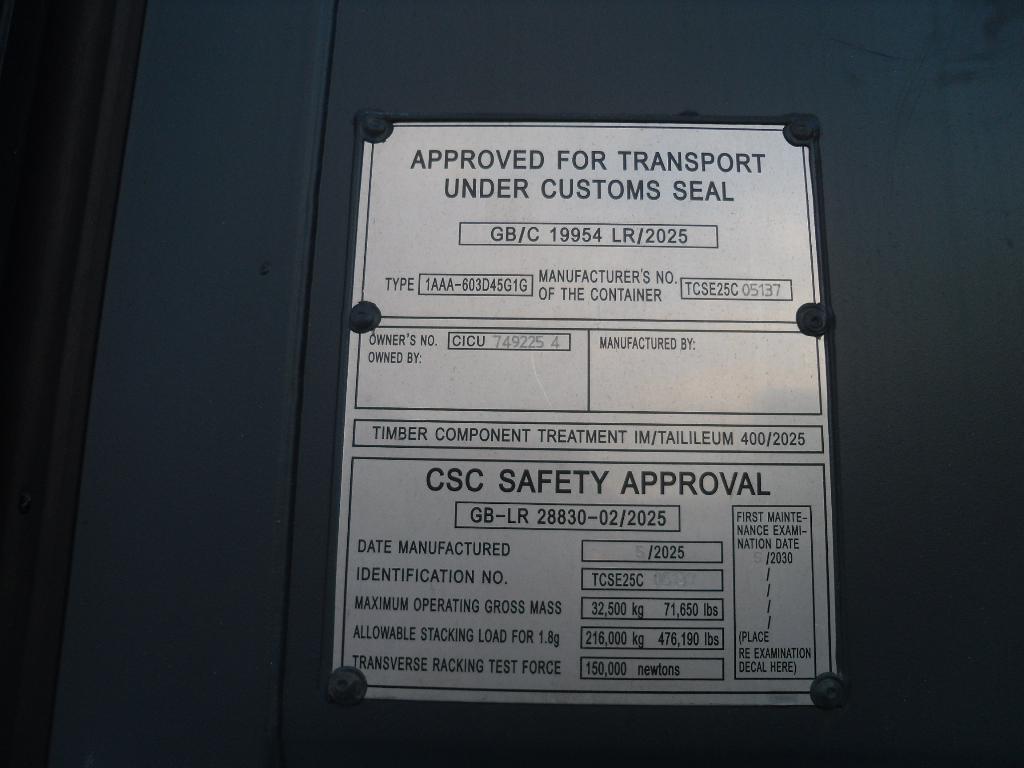 APPROVED FOR TRANSPORT
UNDER CUSTOMS SEAL
GB/C 19954 LR/2025
TYPE 1AAA-603D45G1G MANUFACTURER'S NO. OF THE CONTAINER TCSE25C 05137
OWNER'S NO. CICU 749225 4
OWNED BY:
MANUFACTURED BY:
TIMBER COMPONENT TREATMENT IM/TAILILEUM 400/2025
CSC SAFETY APPROVAL
GB-LR 28830-02/2025
DATE MANUFACTURED 5/2025
IDENTIFICATION NO. TCSE25C 05137
MAXIMUM OPERATING GROSS MASS 32,500 kg 71,650 lbs
ALLOWABLE STACKING LOAD FOR 1.8g 216,000 kg 476,190 lbs
TRANSVERSE RACKING TEST FORCE 150,000 newtons
FIRST MAINTE-
NANCE EXAMI-
NATION DATE
5/2030
/
/
/
/
(PLACE
RE EXAMINATION
DECAL HERE)